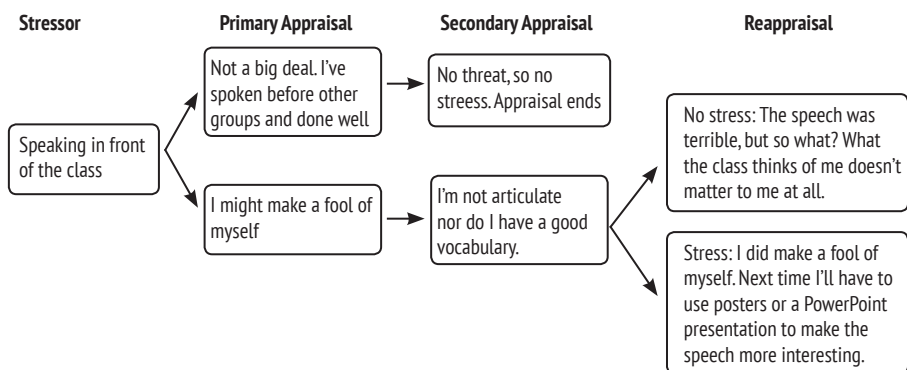 Stressor
Primary Appraisal
Secondary Appraisal
Reappraisal
Speaking in front
of the class
Not a big deal. I've
spoken before other
groups and done well
No threat, so no
streess. Appraisal ends
I might make a fool of
myself
I'm not articulate
nor do I have a good
vocabulary.
No stress: The speech was
terrible, but so what? What
the class thinks of me doesn't
matter to me at all.
Stress: I did make a fool of
myself. Next time I'll have to
use posters or a PowerPoint
presentation to make the
speech more interesting.